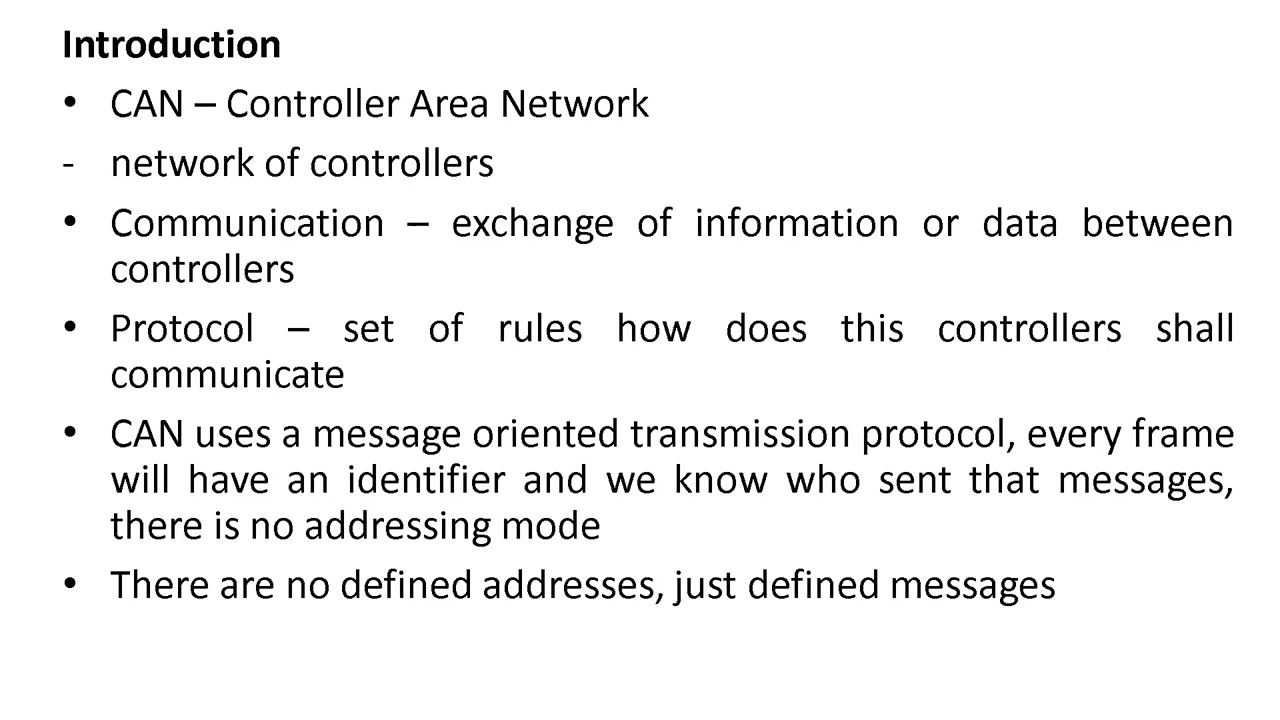 Introduction
• CAN – Controller Area Network
- network of controllers
• Communication – exchange of information or data between
controllers
• Protocol – set of rules how does this controllers shall
communicate
• CAN uses a message oriented transmission protocol, every frame
will have an identifier and we know who sent that messages,
there is no addressing mode
• There are no defined addresses, just defined messages